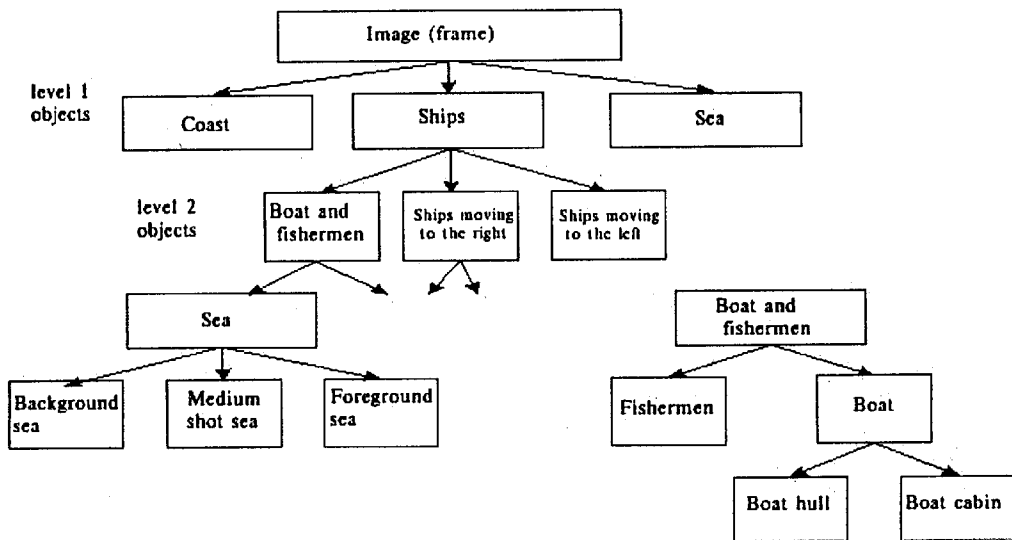 Image (frame)
level 1
objects
Coast
Ships
Sea
level 2
objects
Boat and
fishermen
Ships moving
to the right
Ships moving
to the left
Sea
Boat and
fishermen
Background
sea
Medium
shot sea
Foreground
sea
Fishermen
Boat
Boat hull
Boat cabin